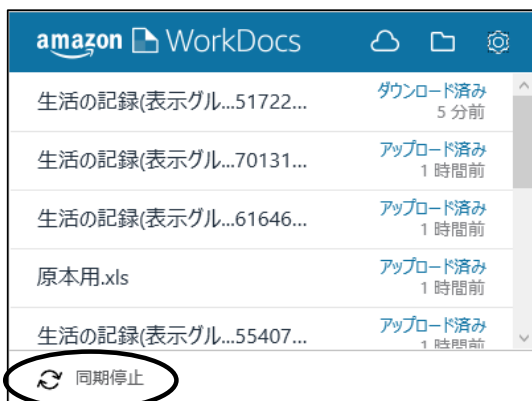 amazon WorkDocs
生活の記録(表示グル...51722...
ダウンロード済み
5 分前
生活の記録(表示グル...70131...
アップロード済み
1 時間前
生活の記録(表示グル...61646...
アップロード済み
1 時間前
原本用.xls
アップロード済み
1 時間前
生活の記録(表示グル...55407...
アップロード済み
1 時間前
同期停止